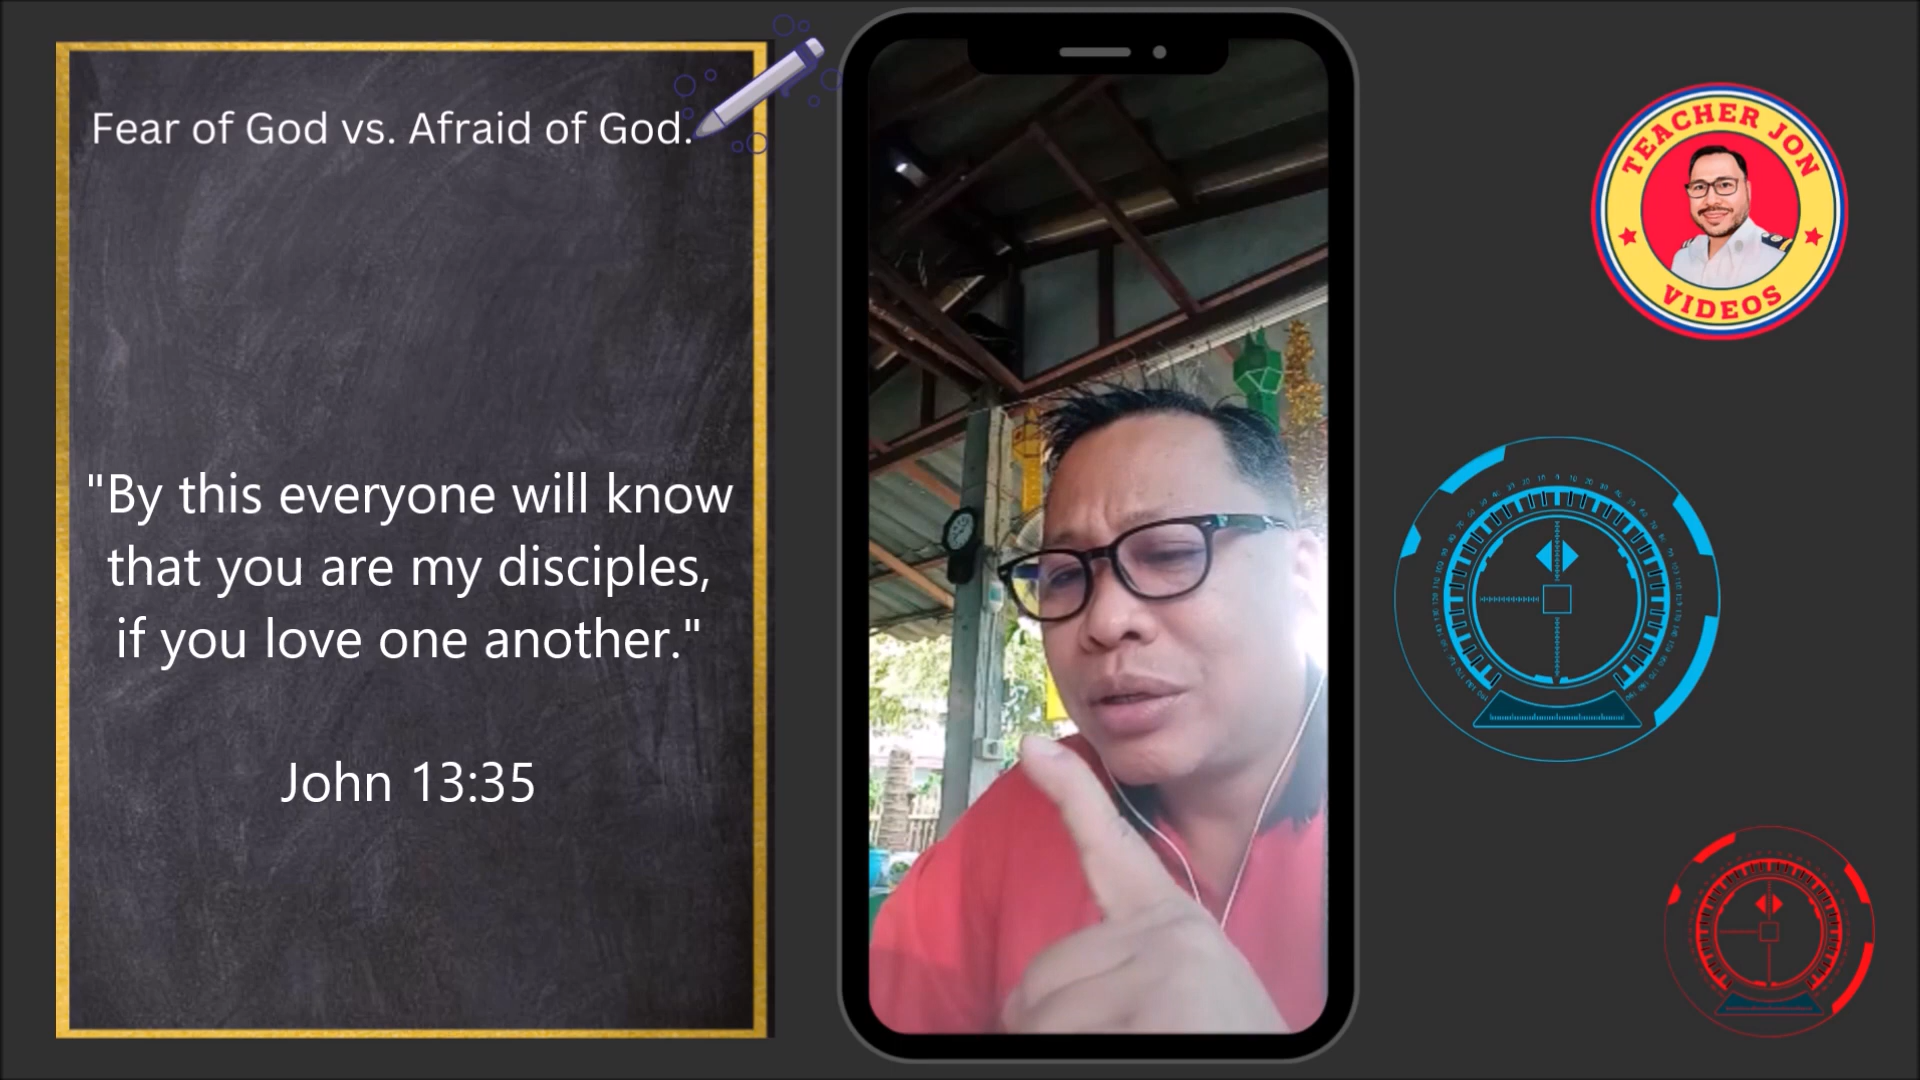 Fear of God vs. Afraid of God.
"By this everyone will know
that you are my disciples,
if you love one another."
John 13:35
TEACHER JON
VIDEOS